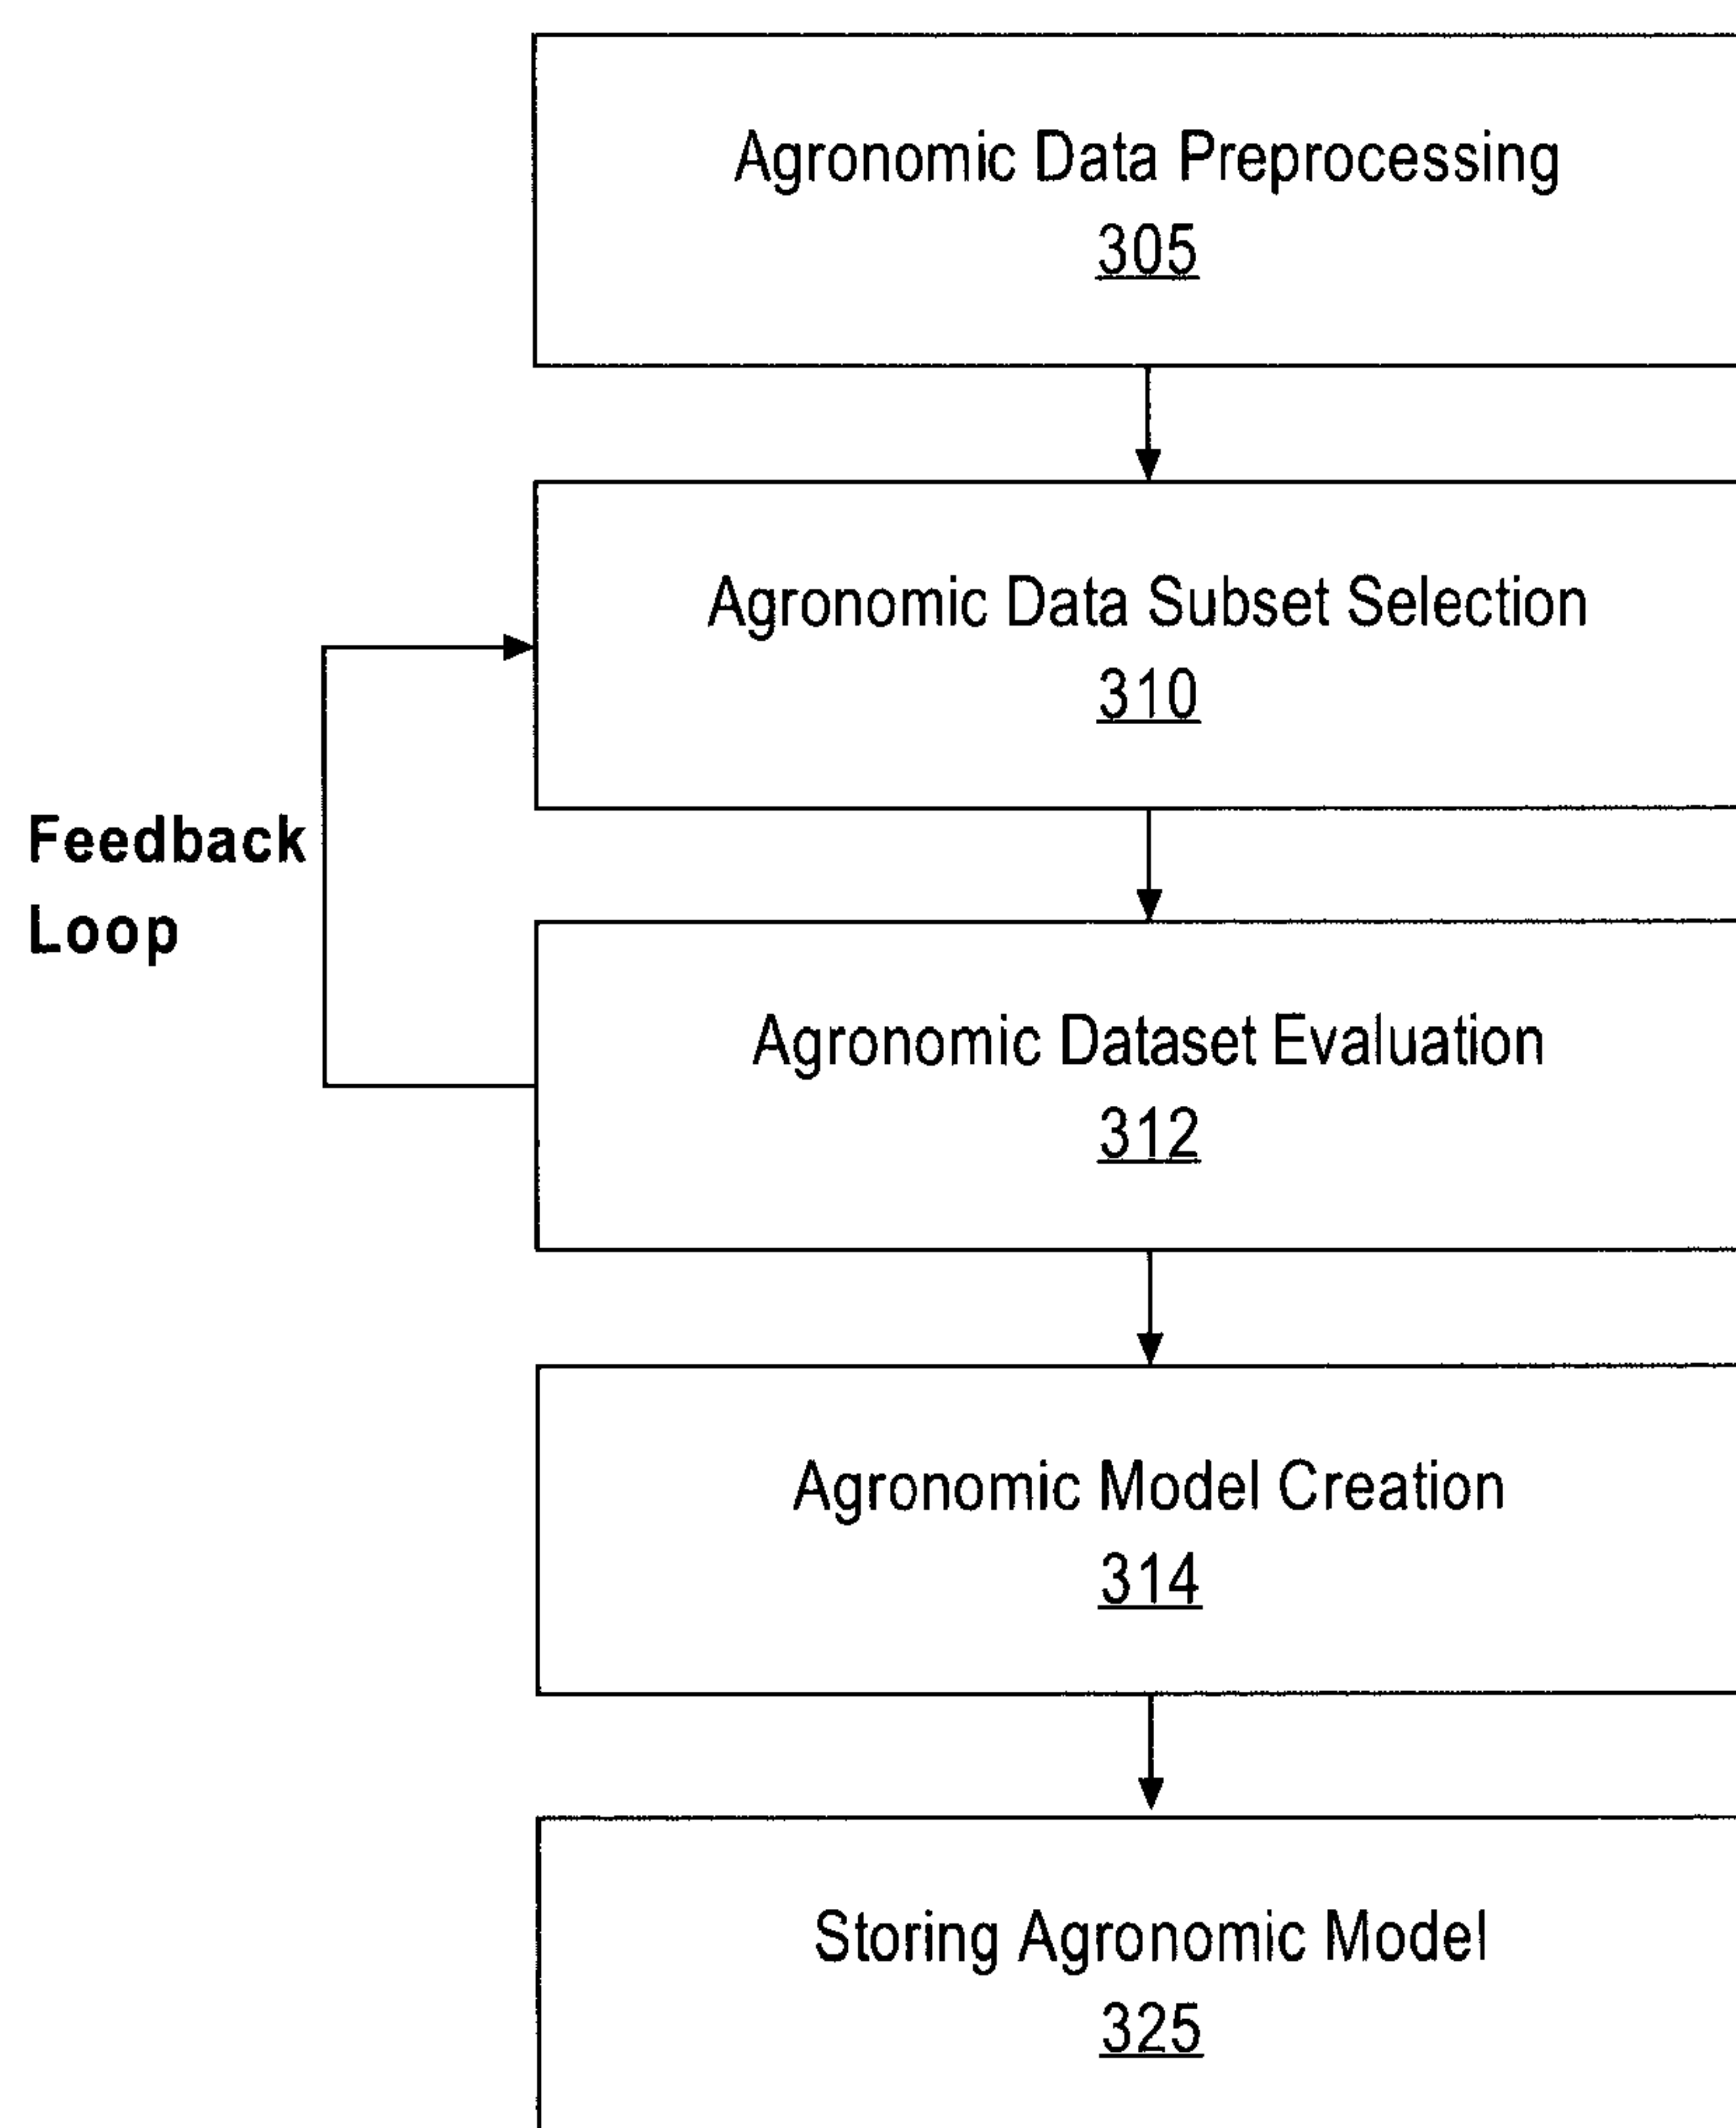 Agronomic Data Preprocessing
305
Agronomic Data Subset Selection
310
Feedback
Loop
Agronomic Dataset Evaluation
312
Agronomic Model Creation
314
Storing Agronomic Model
325